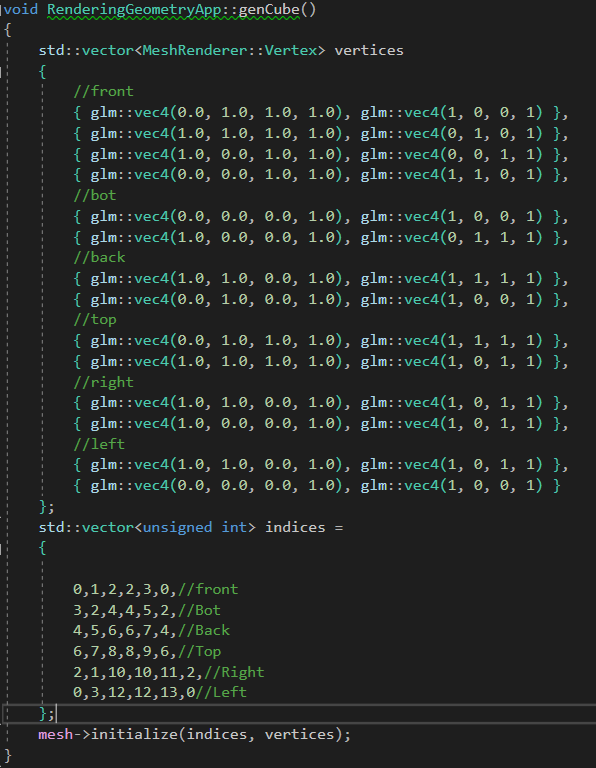 void RenderingGeometryApp::genCube()
{
    std::vector<MeshRenderer::Vertex> vertices
    {
        //front
        { glm::vec4(0.0, 1.0, 1.0, 1.0), glm::vec4(1, 0, 0, 1) },
        { glm::vec4(1.0, 1.0, 1.0, 1.0), glm::vec4(0, 1, 0, 1) },
        { glm::vec4(1.0, 0.0, 1.0, 1.0), glm::vec4(0, 0, 1, 1) },
        { glm::vec4(0.0, 0.0, 1.0, 1.0), glm::vec4(1, 1, 0, 1) },
        //bot
        { glm::vec4(0.0, 0.0, 0.0, 1.0), glm::vec4(1, 0, 0, 1) },
        { glm::vec4(1.0, 0.0, 0.0, 1.0), glm::vec4(0, 1, 1, 1) },
        //back
        { glm::vec4(1.0, 1.0, 0.0, 1.0), glm::vec4(1, 1, 1, 1) },
        { glm::vec4(0.0, 1.0, 0.0, 1.0), glm::vec4(1, 0, 0, 1) },
        //top
        { glm::vec4(0.0, 1.0, 1.0, 1.0), glm::vec4(1, 1, 1, 1) },
        { glm::vec4(1.0, 1.0, 1.0, 1.0), glm::vec4(1, 0, 1, 1) },
        //right
        { glm::vec4(1.0, 1.0, 0.0, 1.0), glm::vec4(1, 0, 1, 1) },
        { glm::vec4(1.0, 0.0, 0.0, 1.0), glm::vec4(1, 0, 1, 1) },
        //left
        { glm::vec4(1.0, 1.0, 0.0, 1.0), glm::vec4(1, 0, 1, 1) },
        { glm::vec4(0.0, 0.0, 0.0, 1.0), glm::vec4(1, 0, 0, 1) }
    };
    std::vector<unsigned int> indices =
    {
        0,1,2,2,3,0,//front
        3,2,4,4,5,2,//Bot
        4,5,6,6,7,4,//Back
        6,7,8,8,9,6,//Top
        2,1,10,10,11,2,//Right
        0,3,12,12,13,0//Left
    };
    mesh->initialize(indices, vertices);
}